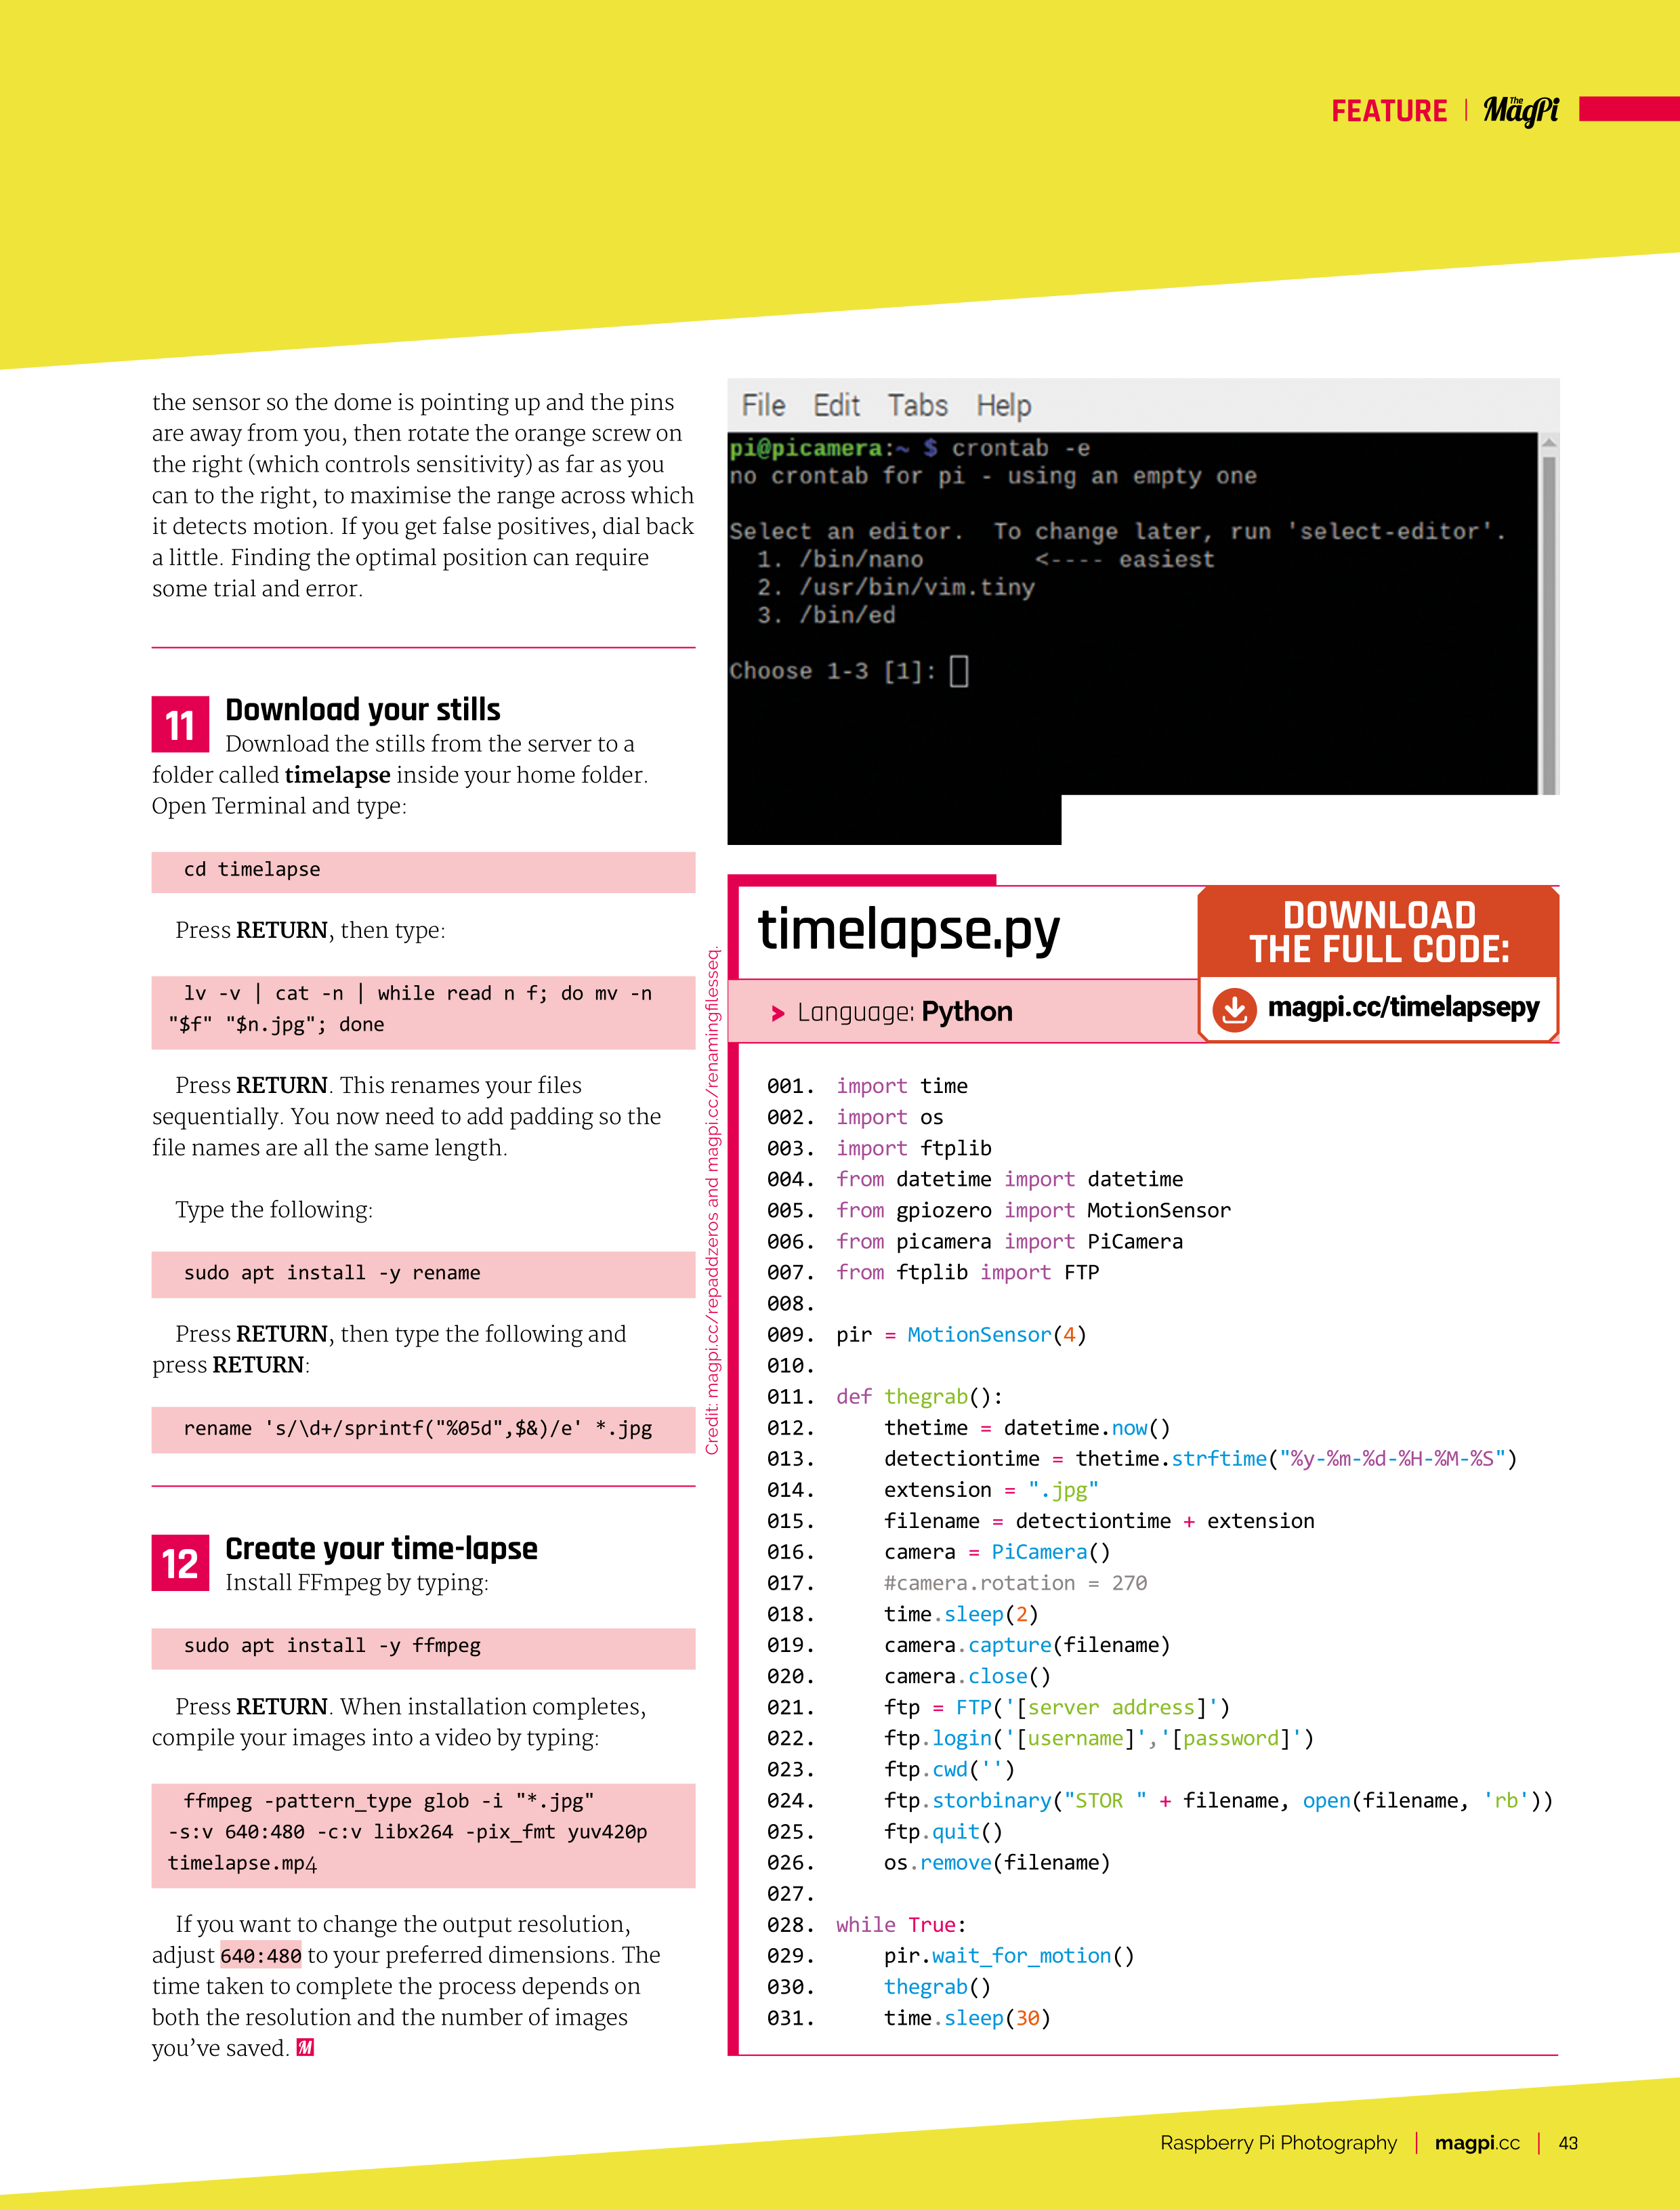 FEATURE | The MagPi
the sensor so the dome is pointing up and the pins
are away from you, then rotate the orange screw on
the right (which controls sensitivity) as far as you
can to the right, to maximise the range across which
it detects motion. If you get false positives, dial back
a little. Finding the optimal position can require
some trial and error.
11 Download your stills
Download the stills from the server to a
folder called timelapse inside your home folder.
Open Terminal and type:
cd timelapse
Press RETURN, then type:
lv -v | cat -n | while read n f; do mv -n
"$f" "$n.jpg"; done
Press RETURN. This renames your files
sequentially. You now need to add padding so the
file names are all the same length.
Type the following:
sudo apt install -y rename
Press RETURN, then type the following and
press RETURN:
rename 's/\d+/sprintf("%05d",$&)/e' *.jpg
12 Create your time-lapse
Install FFmpeg by typing:
sudo apt install -y ffmpeg
Press RETURN. When installation completes,
compile your images into a video by typing:
ffmpeg -pattern_type glob -i "*.jpg"
-s:v 640:480 -c:v libx264 -pix_fmt yuv420p
timelapse.mp4
If you want to change the output resolution,
adjust 640:480 to your preferred dimensions. The
time taken to complete the process depends on
both the resolution and the number of images
you've saved. M
Credit: magpi.cc/repaddzeros and magpi.cc/renamingfilesseq.
File Edit Tabs Help
pi@picamera:~ $ crontab -e
no crontab for pi - using an empty one
Select an editor. To change later, run 'select-editor'.
1. /bin/nano <---- easiest
2. /usr/bin/vim.tiny
3. /bin/ed
Choose 1-3 [1]:
timelapse.py
> Language: Python
DOWNLOAD
THE FULL CODE:
magpi.cc/timelapsepy
001. import time
002. import os
003. import ftplib
004. from datetime import datetime
005. from gpiozero import MotionSensor
006. from picamera import PiCamera
007. from ftplib import FTP
008.
009. pir = MotionSensor(4)
010.
011. def thegrab():
012. thetime = datetime.now()
013. detectiontime = thetime.strftime("%y-%m-%d-%H-%M-%S")
014. extension = ".jpg"
015. filename = detectiontime + extension
016. camera = PiCamera()
017. #camera.rotation = 270
018. time.sleep(2)
019. camera.capture(filename)
020. camera.close()
021. ftp = FTP('[server address]')
022. ftp.login('[username]','[password]')
023. ftp.cwd('')
024. ftp.storbinary("STOR " + filename, open(filename, 'rb'))
025. ftp.quit()
026. os.remove(filename)
027.
028. while True:
029. pir.wait_for_motion()
030. thegrab()
031. time.sleep(30)
Raspberry Pi Photography | magpi.cc | 43